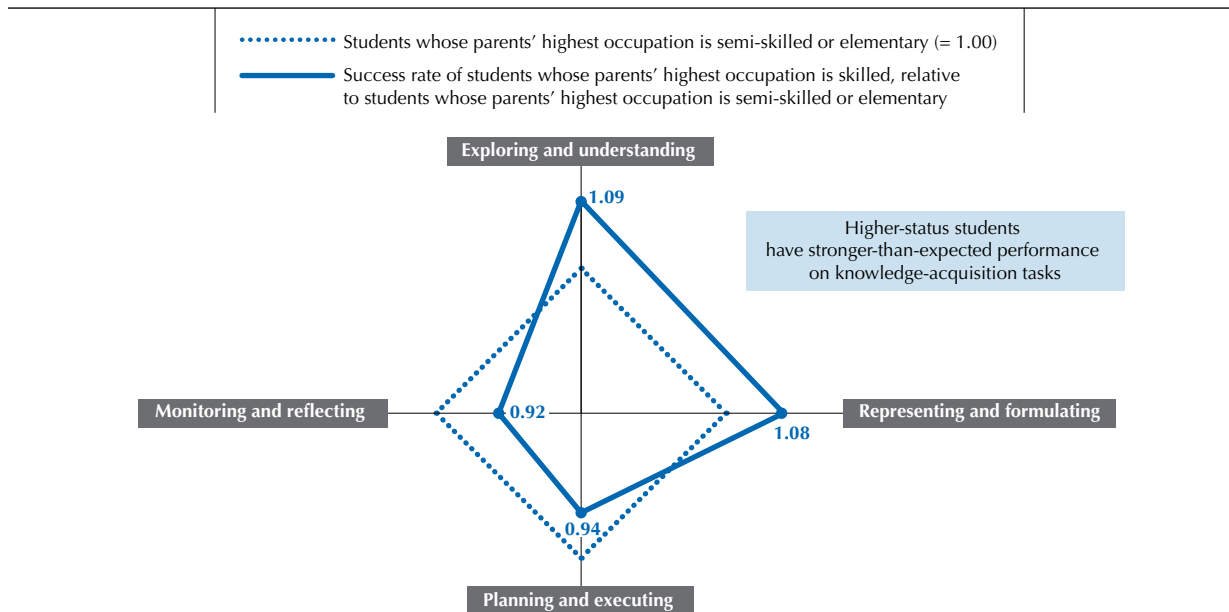 Students whose parents’ highest occupation is semi-skilled or elementary (= 1.00)
Success rate of students whose parents’ highest occupation is skilled, relative
to students whose parents’ highest occupation is semi-skilled or elementary
Exploring and understanding
1.09
Higher-status students
have stronger-than-expected performance
on knowledge-acquisition tasks
Monitoring and reflecting
0.92
Representing and formulating
1.08
0.94
Planning and executing